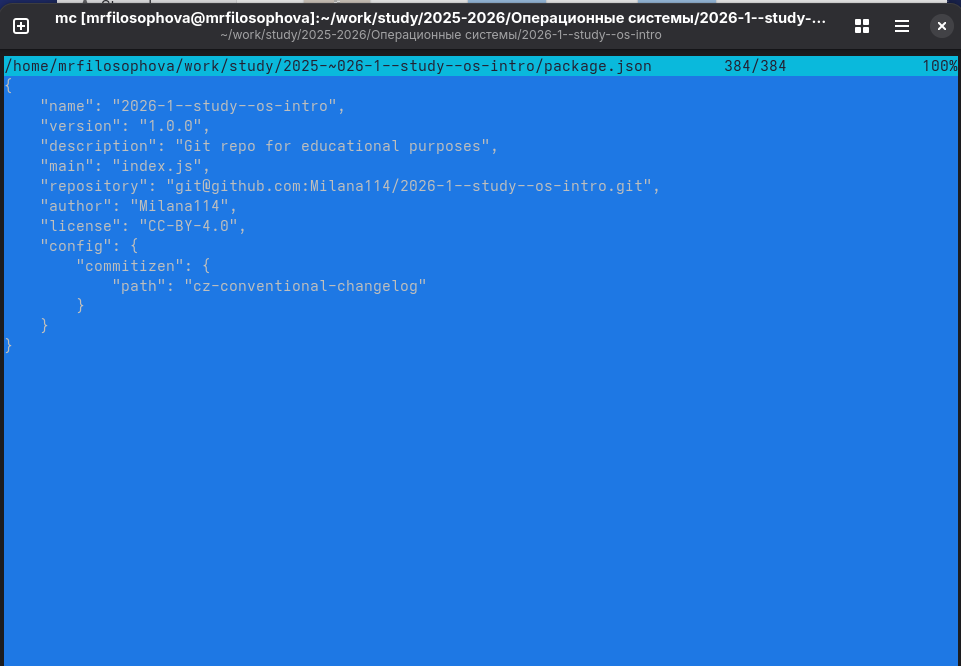 mc [mrfilosophova@mrfilosophova]:~/work/study/2025-2026/Операционные системы/2026-1--study-...
~/work/study/2025-2026/Операционные системы/2026-1--study--os-intro
/home/mrfilosophova/work/study/2025-~026-1--study--os-intro/package.json 384/384 100%
{
    "name": "2026-1--study--os-intro",
    "version": "1.0.0",
    "description": "Git repo for educational purposes",
    "main": "index.js",
    "repository": "git@github.com:Milana114/2026-1--study--os-intro.git",
    "author": "Milana114",
    "license": "CC-BY-4.0",
    "config": {
        "commitizen": {
            "path": "cz-conventional-changelog"
        }
    }
}